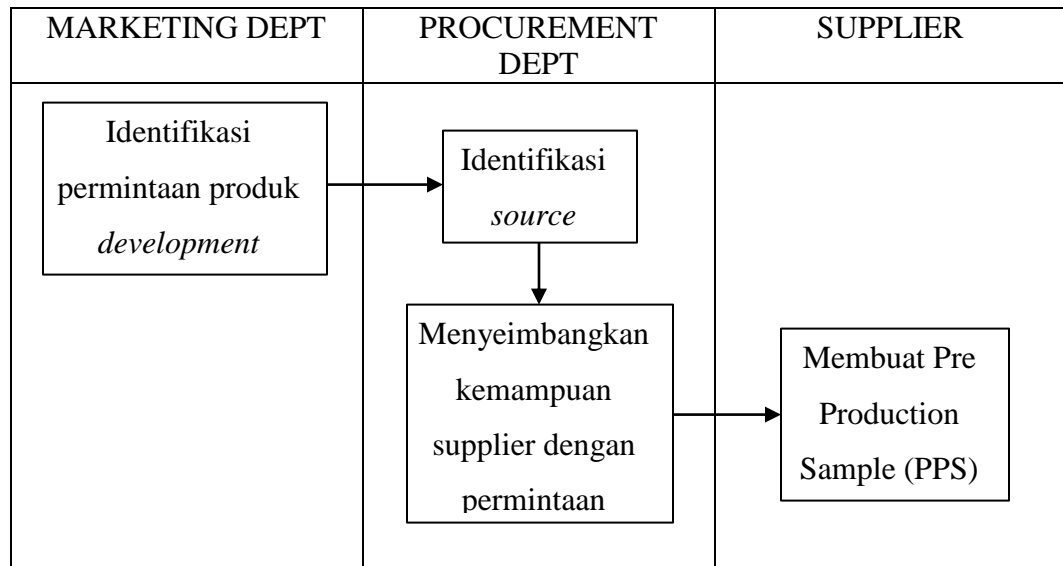 MARKETING DEPT
PROCUREMENT
DEPT
SUPPLIER
Identifikasi
permintaan produk
development
Identifikasi
source
Menyeimbangkan
kemampuan
supplier dengan
permintaan
Membuat Pre
Production
Sample (PPS)